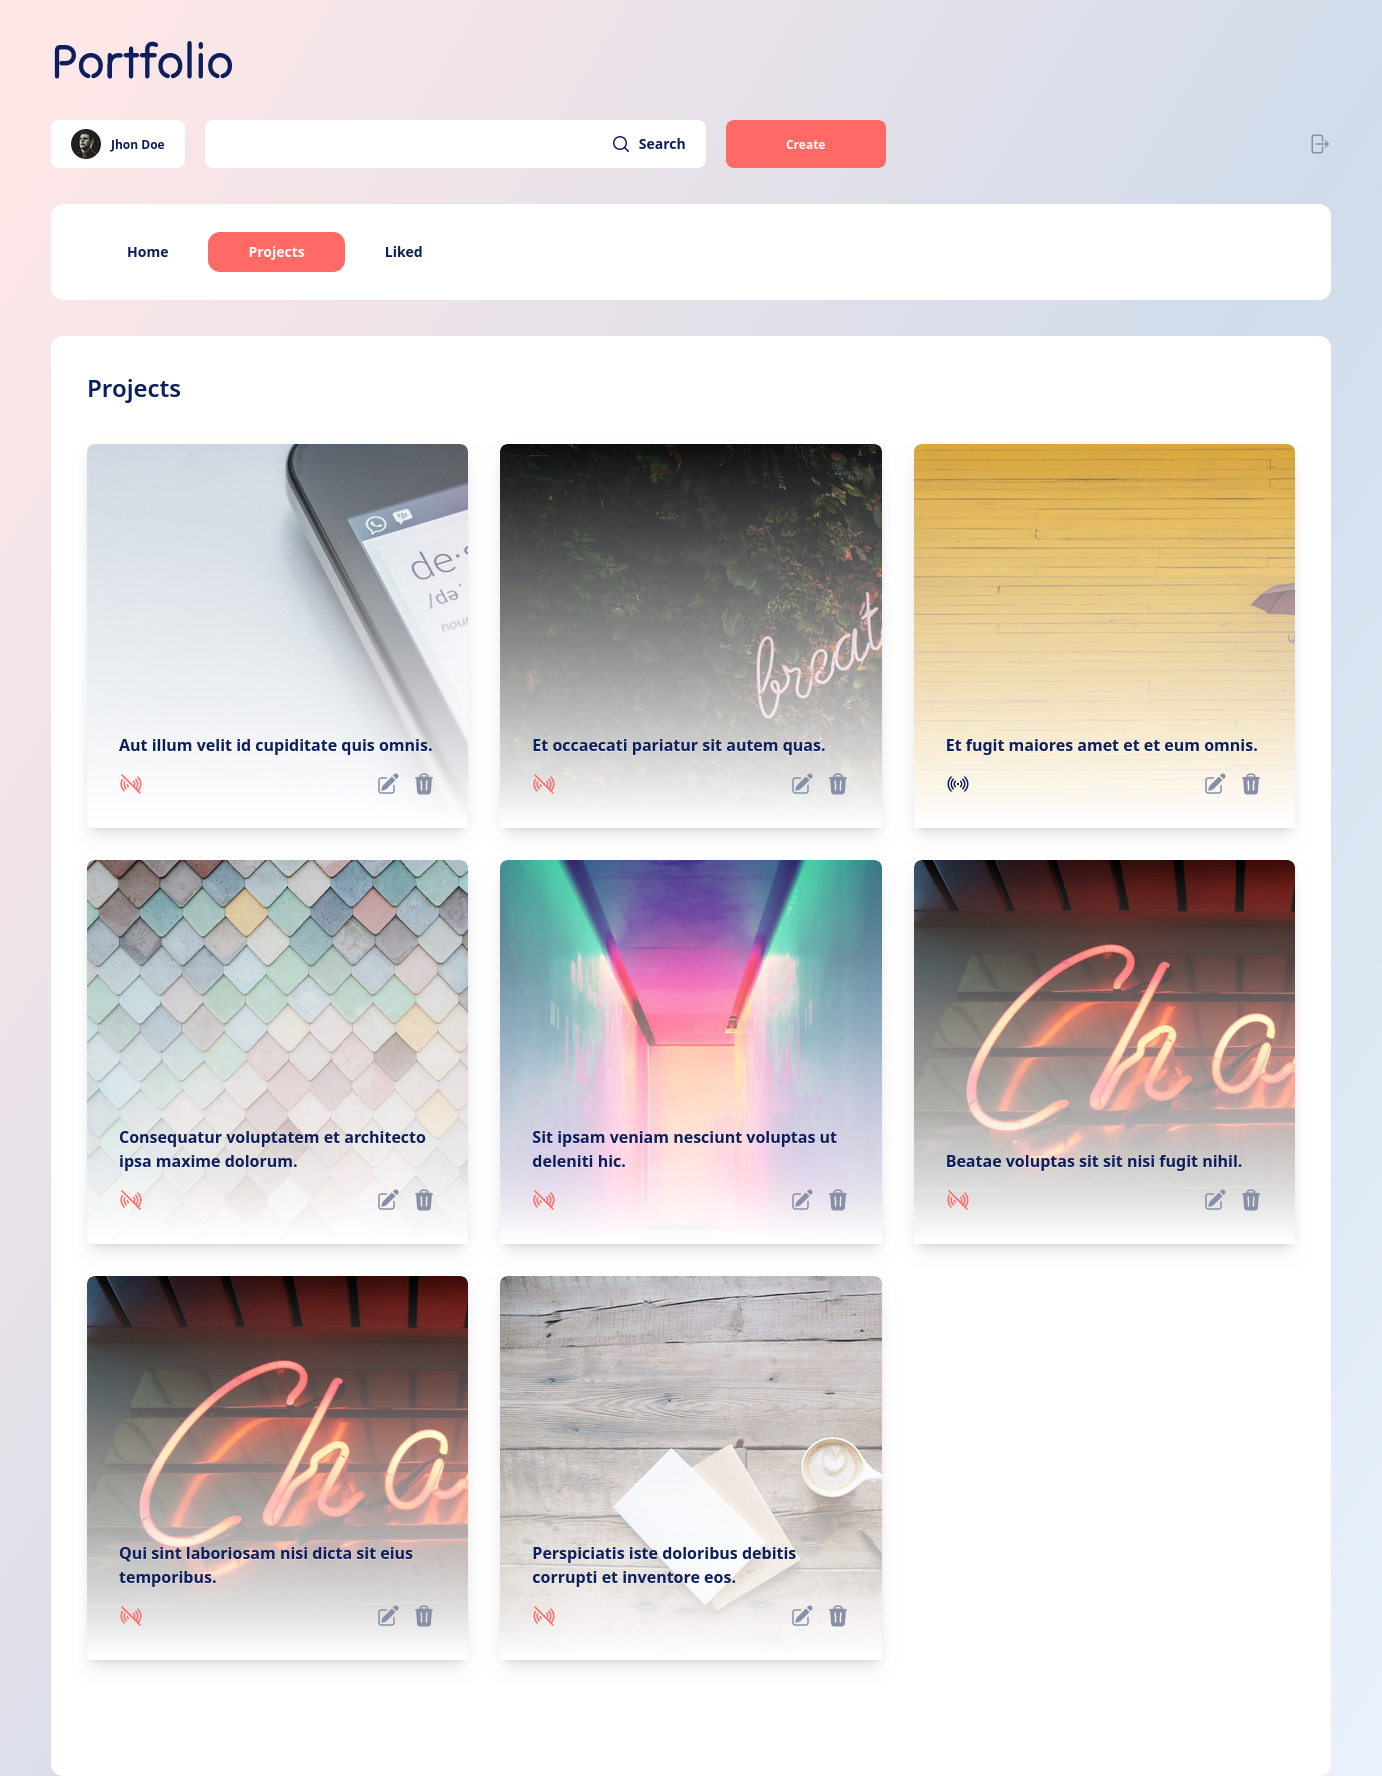 Portfolio
Jhon Doe
Search
Create
Home
Projects
Liked
Projects
de·
/də
noun
Aut illum velit id cupiditate quis omnis.
breat
Et occaecati pariatur sit autem quas.
Et fugit maiores amet et et eum omnis.
Consequatur voluptatem et architecto
ipsa maxime dolorum.
Sit ipsam veniam nesciunt voluptas ut
deleniti hic.
Cha
Beatae voluptas sit sit nisi fugit nihil.
Cha
Qui sint laboriosam nisi dicta sit eius
temporibus.
Perspiciatis iste doloribus debitis
corrupti et inventore eos.